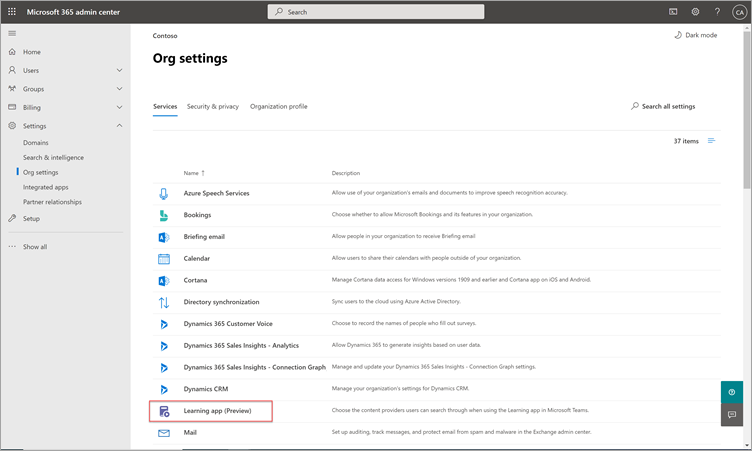 Microsoft 365 admin center
Search
CA
Contoso
Dark mode
Org settings
Home
Users
Groups
Billing
Settings
Domains
Search & intelligence
Org settings
Integrated apps
Partner relationships
Setup
Show all
Services Security & privacy Organization profile
Search all settings
37 items
Name ↑ Description
Azure Speech Services Allow use of your organization's emails and documents to improve speech recognition accuracy.
Bookings Choose whether to allow Microsoft Bookings and its features in your organization.
Briefing email Allow people in your organization to receive Briefing email
Calendar Allow users to share their calendars with people outside of your organization.
Cortana Manage Cortana data access for Windows versions 1909 and earlier and Cortana app on iOS and Android.
Directory synchronization Sync users to the cloud using Azure Active Directory.
Dynamics 365 Customer Voice Choose to record the names of people who fill out surveys.
Dynamics 365 Sales Insights - Analytics Allow Dynamics 365 to generate insights based on user data.
Dynamics 365 Sales Insights - Connection Graph Manage and update your Dynamics 365 Sales Insights - Connection Graph settings.
Dynamics CRM Manage your organization's settings for Dynamics CRM.
Learning app (Preview) Choose the content providers users can search through when using the Learning app in Microsoft Teams.
Mail Set up auditing, track messages, and protect email from spam and malware in the Exchange admin center.